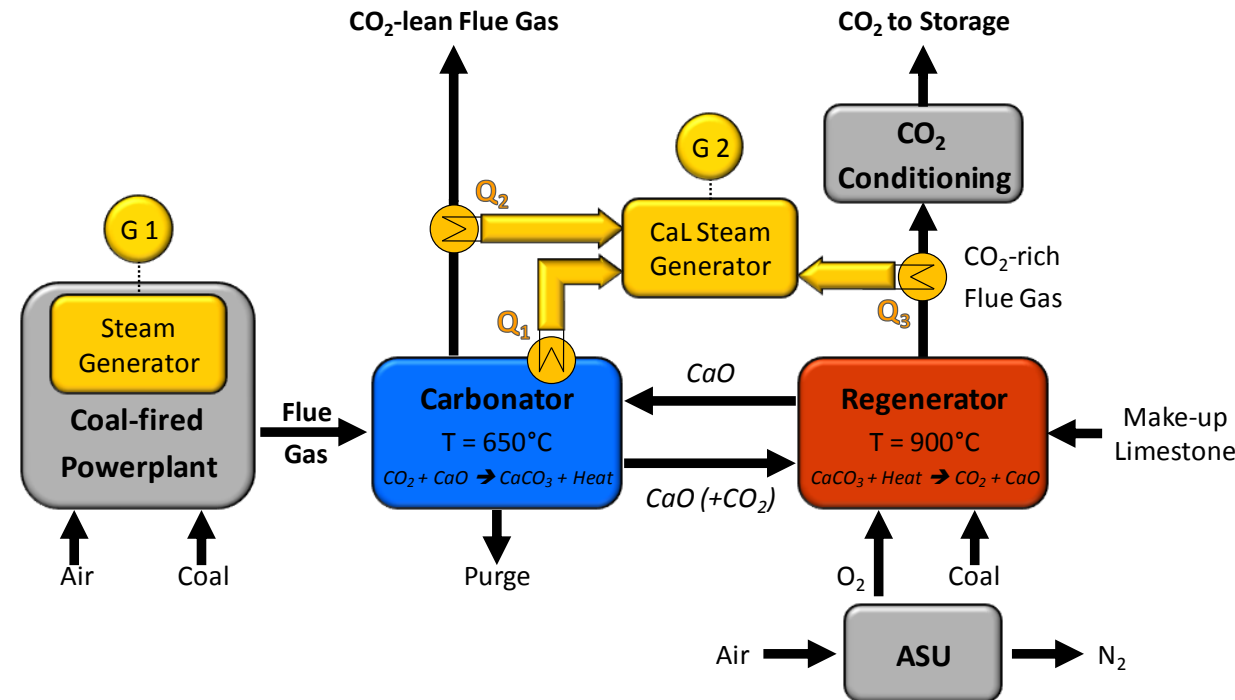 CO₂-lean Flue Gas
CO₂ to Storage
CO₂
Conditioning
G 2
G 1
Q₂
CaL Steam
Generator
CO₂-rich
Flue Gas
Q₃
Q₁
Steam
Generator
Coal-fired
Powerplant
Flue
Gas
Carbonator
T = 650°C
CO₂ + CaO ➔ CaCO₃ + Heat
CaO
CaO (+CO₂)
Regenerator
T = 900°C
CaCO₃ + Heat ➔ CO₂ + CaO
Make-up
Limestone
Air
Coal
Purge
O₂
Coal
Air
ASU
N₂